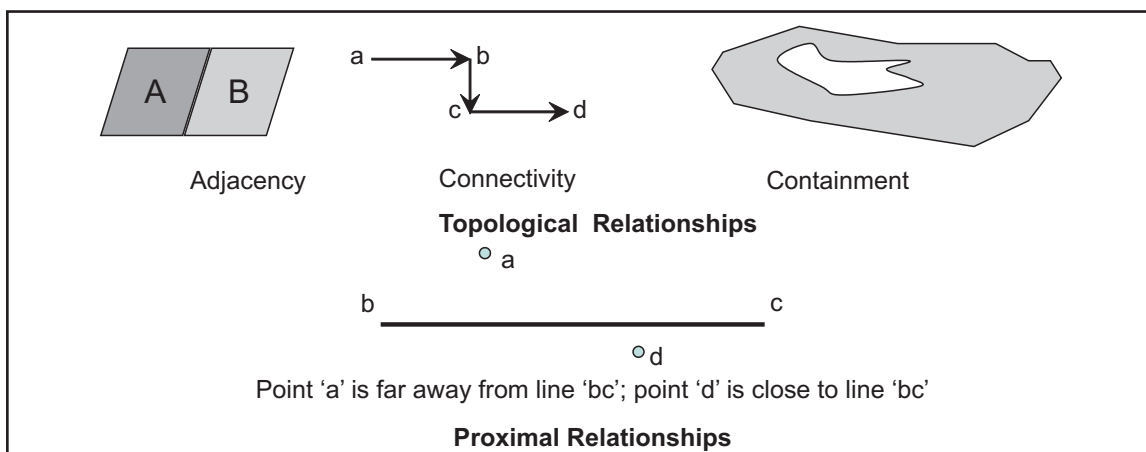 A B
a b
c d
Adjacency Connectivity Containment
Topological Relationships
a
b c
d
Point ‘a’ is far away from line ‘bc’; point ‘d’ is close to line ‘bc’
Proximal Relationships